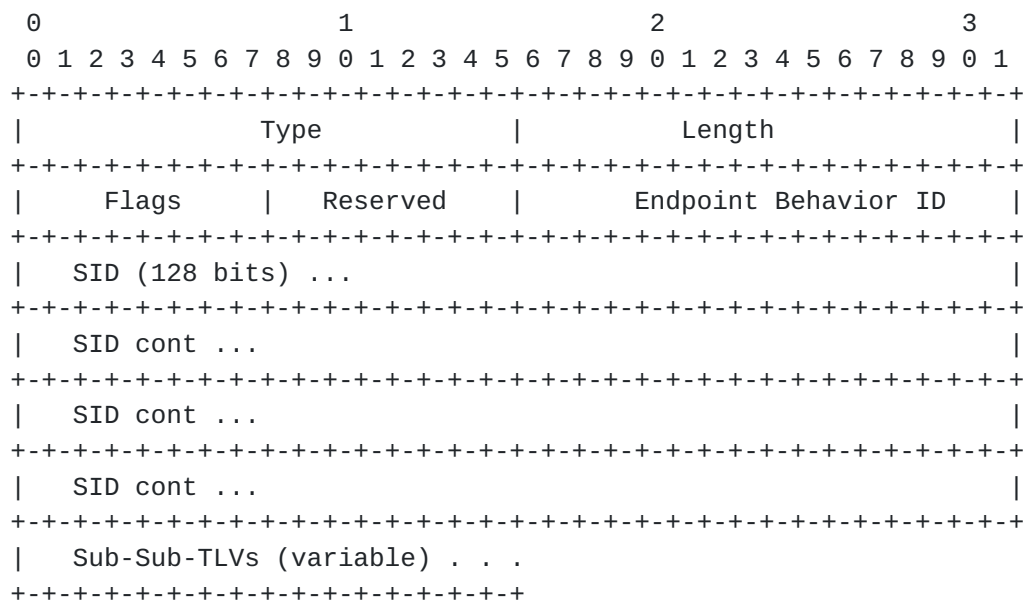 0                   1                   2                   3
 0 1 2 3 4 5 6 7 8 9 0 1 2 3 4 5 6 7 8 9 0 1 2 3 4 5 6 7 8 9 0 1
+-+-+-+-+-+-+-+-+-+-+-+-+-+-+-+-+-+-+-+-+-+-+-+-+-+-+-+-+-+-+-+-+
|               Type            |          Length               |
+-+-+-+-+-+-+-+-+-+-+-+-+-+-+-+-+-+-+-+-+-+-+-+-+-+-+-+-+-+-+-+-+
|     Flags     |   Reserved    |       Endpoint Behavior ID    |
+-+-+-+-+-+-+-+-+-+-+-+-+-+-+-+-+-+-+-+-+-+-+-+-+-+-+-+-+-+-+-+-+
|   SID (128 bits) ...                                          |
+-+-+-+-+-+-+-+-+-+-+-+-+-+-+-+-+-+-+-+-+-+-+-+-+-+-+-+-+-+-+-+-+
|   SID cont ...                                                |
+-+-+-+-+-+-+-+-+-+-+-+-+-+-+-+-+-+-+-+-+-+-+-+-+-+-+-+-+-+-+-+-+
|   SID cont ...                                                |
+-+-+-+-+-+-+-+-+-+-+-+-+-+-+-+-+-+-+-+-+-+-+-+-+-+-+-+-+-+-+-+-+
|   SID cont ...                                                |
+-+-+-+-+-+-+-+-+-+-+-+-+-+-+-+-+-+-+-+-+-+-+-+-+-+-+-+-+-+-+-+-+
|   Sub-Sub-TLVs (variable) . . .
+-+-+-+-+-+-+-+-+-+-+-+-+-+-+-+-+